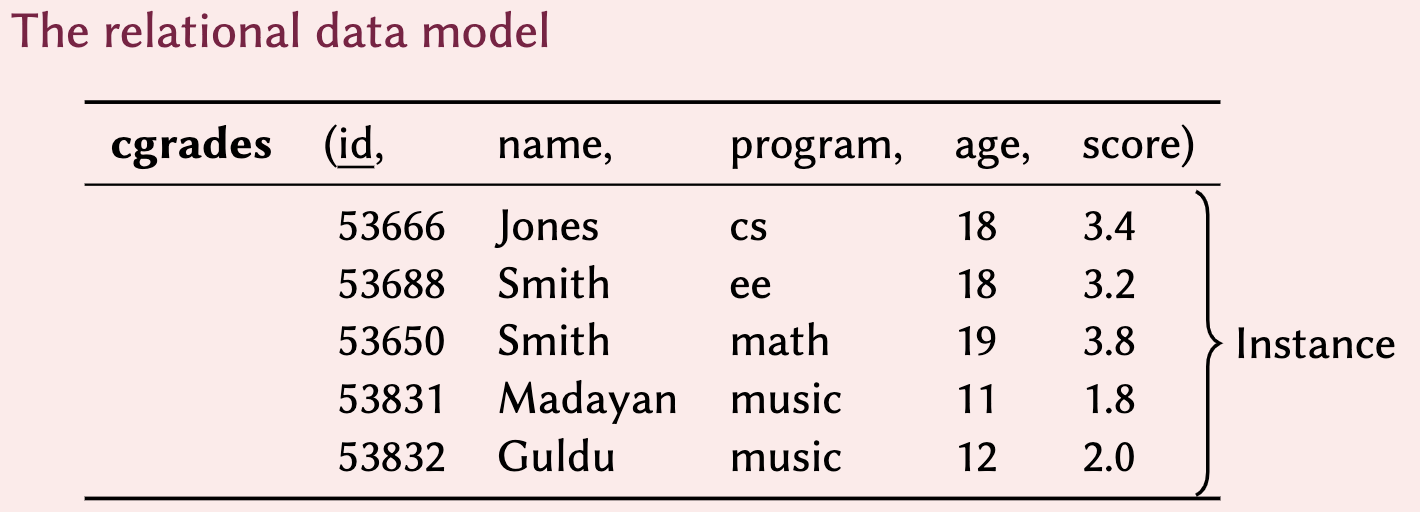 The relational data model
cgrades (id, name, program, age, score)
53666 Jones cs 18 3.4
53688 Smith ee 18 3.2
53650 Smith math 19 3.8
Instance
53831 Madayan music 11 1.8
53832 Guldu music 12 2.0